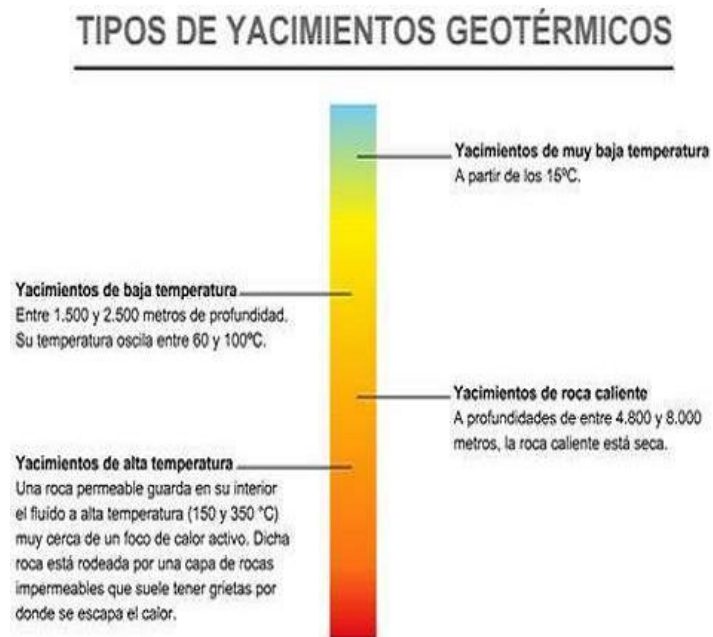 TIPOS DE YACIMIENTOS GEOTÉRMICOS
Yacimientos de muy baja temperatura
A partir de los 15ºC.
Yacimientos de baja temperatura
Entre 1.500 y 2.500 metros de profundidad.
Su temperatura oscila entre 60 y 100ºC.
Yacimientos de roca caliente
A profundidades de entre 4.800 y 8.000
metros, la roca caliente está seca.
Yacimientos de alta temperatura
Una roca permeable guarda en su interior
el fluído a alta temperatura (150 y 350 °C)
muy cerca de un foco de calor activo. Dicha
roca está rodeada por una capa de rocas
impermeables que suele tener grietas por
donde se escapa el calor.